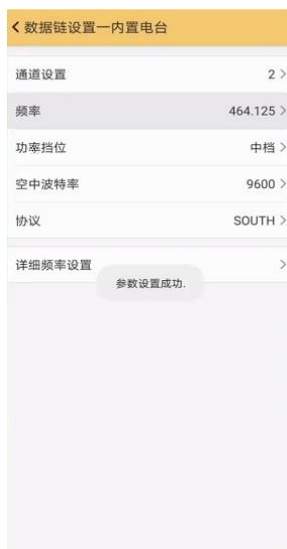 数据链设置一内置电台
通道设置 2
频率 464.125
功率挡位 中档
空中波特率 9600
协议 SOUTH
详细频率设置
参数设置成功.